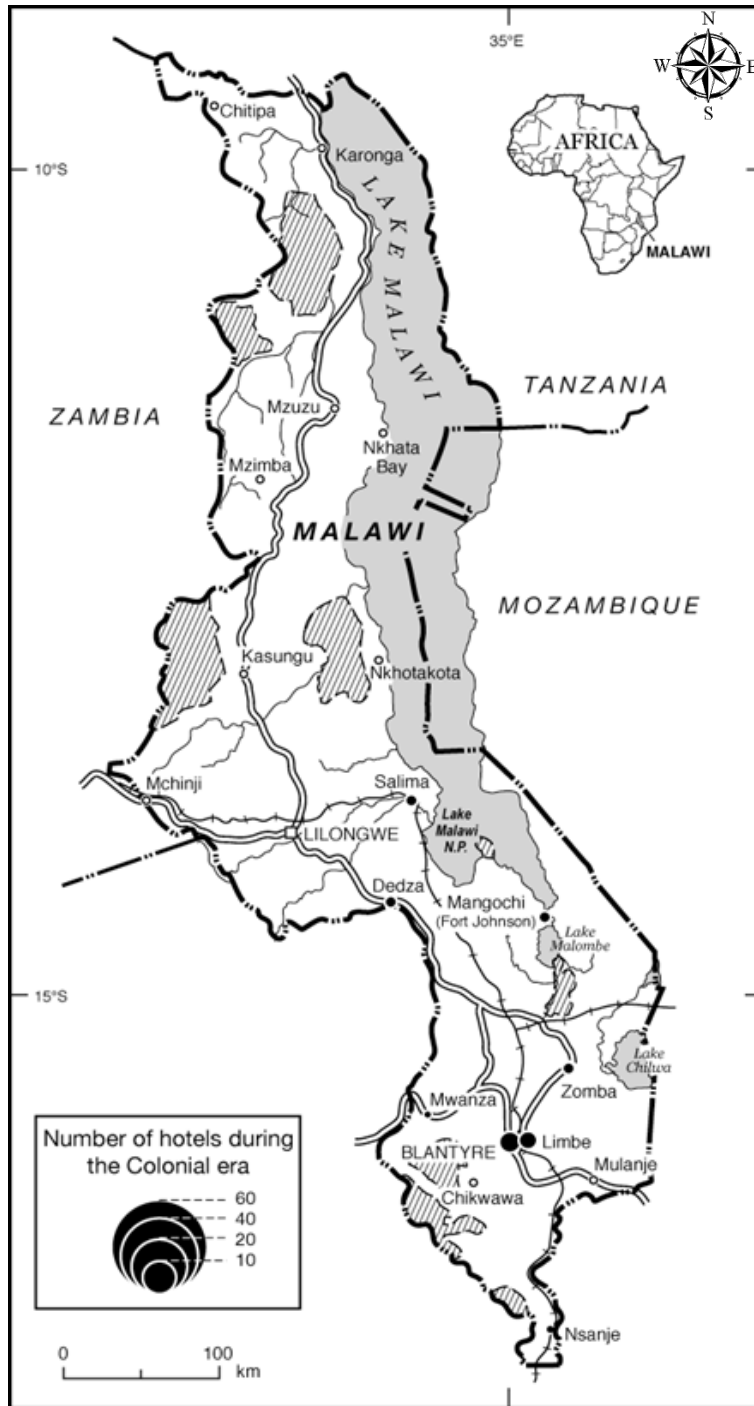 35°E
N
W
E
S
Chitipa
AFRICA
Karonga
10°S
MALAWI
LAKE MALAWI
TANZANIA
ZAMBIA
Mzuzu
Nkhata
Bay
Mzimba
MALAWI
MOZAMBIQUE
Kasungu
Nkhotakota
Mchinji
Salima
Lake
Malawi
N.P.
LILONGWE
Dedza
Mangochi
(Fort Johnson)
Lake
Malombe
15°S
Lake
Chilwa
Zomba
Mwanza
BLANTYRE
Limbe
Mulanje
Chikwawa
Number of hotels during
the Colonial era
60
40
20
10
Nsanje
0
100
km